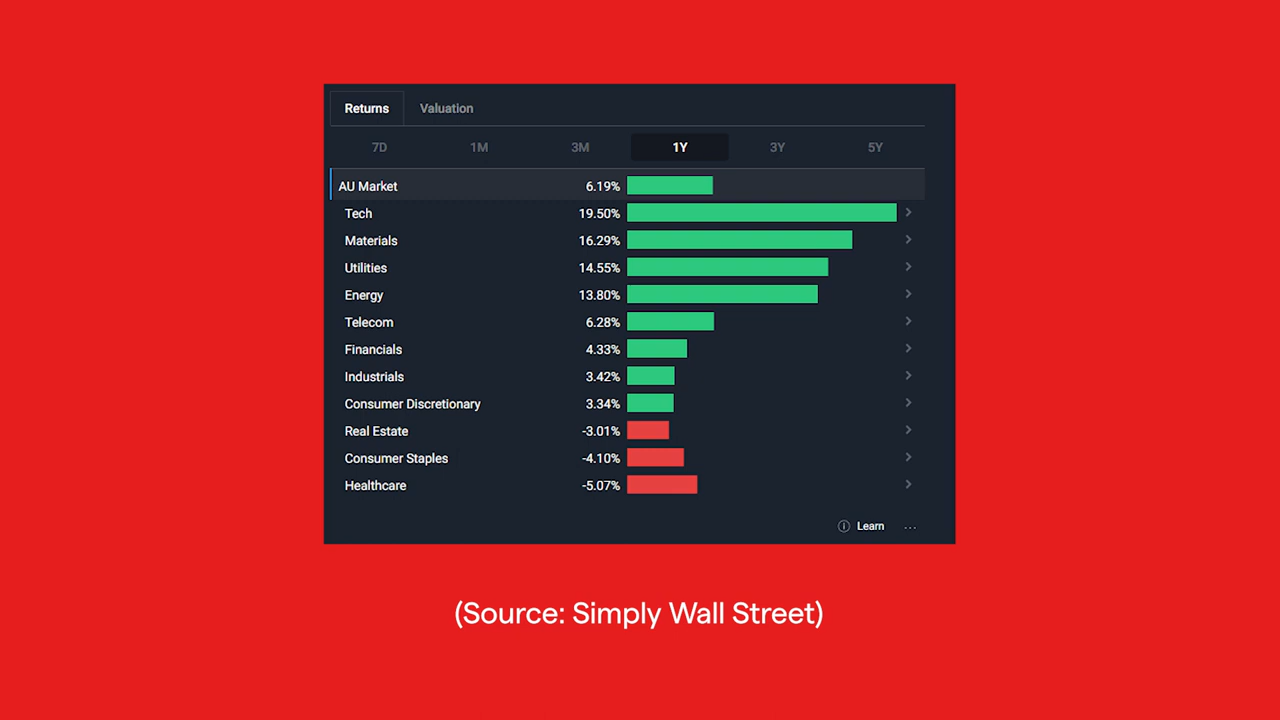 Returns Valuation
7D 1M 3M 1Y 3Y 5Y
AU Market 6.19%
Tech 19.50%
Materials 16.29%
Utilities 14.55%
Energy 13.80%
Telecom 6.28%
Financials 4.33%
Industrials 3.42%
Consumer Discretionary 3.34%
Real Estate -3.01%
Consumer Staples -4.10%
Healthcare -5.07%
Learn ...
(Source: Simply Wall Street)